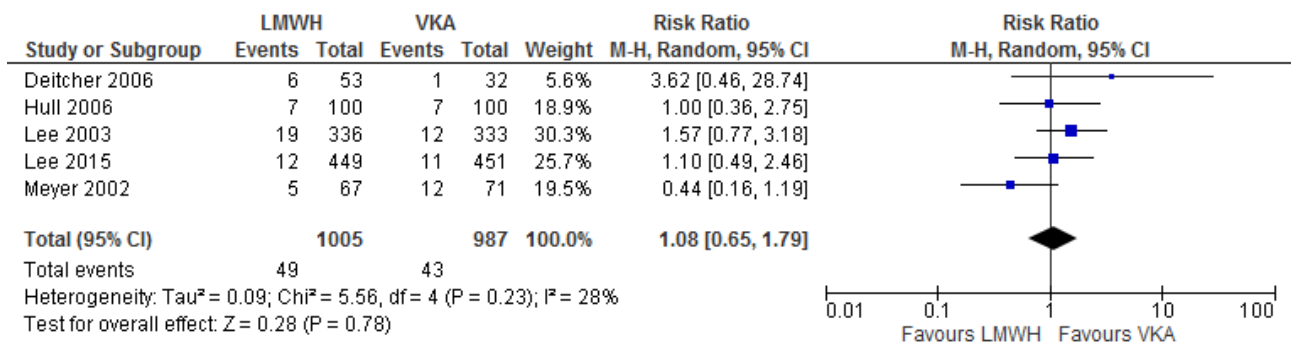 LMWH VKA Risk Ratio Risk Ratio
Study or Subgroup Events Total Events Total Weight M-H, Random, 95% CI M-H, Random, 95% CI
Deitcher 2006 6 53 1 32 5.6% 3.62 [0.46, 28.74]
Hull 2006 7 100 7 100 18.9% 1.00 [0.36, 2.75]
Lee 2003 19 336 12 333 30.3% 1.57 [0.77, 3.18]
Lee 2015 12 449 11 451 25.7% 1.10 [0.49, 2.46]
Meyer 2002 5 67 12 71 19.5% 0.44 [0.16, 1.19]
Total (95% CI) 1005 987 100.0% 1.08 [0.65, 1.79]
Total events 49 43
Heterogeneity: Tau² = 0.09; Chi² = 5.56, df = 4 (P = 0.23); I² = 28%
Test for overall effect: Z = 0.28 (P = 0.78)
0.01 0.1 1 10 100
Favours LMWH Favours VKA